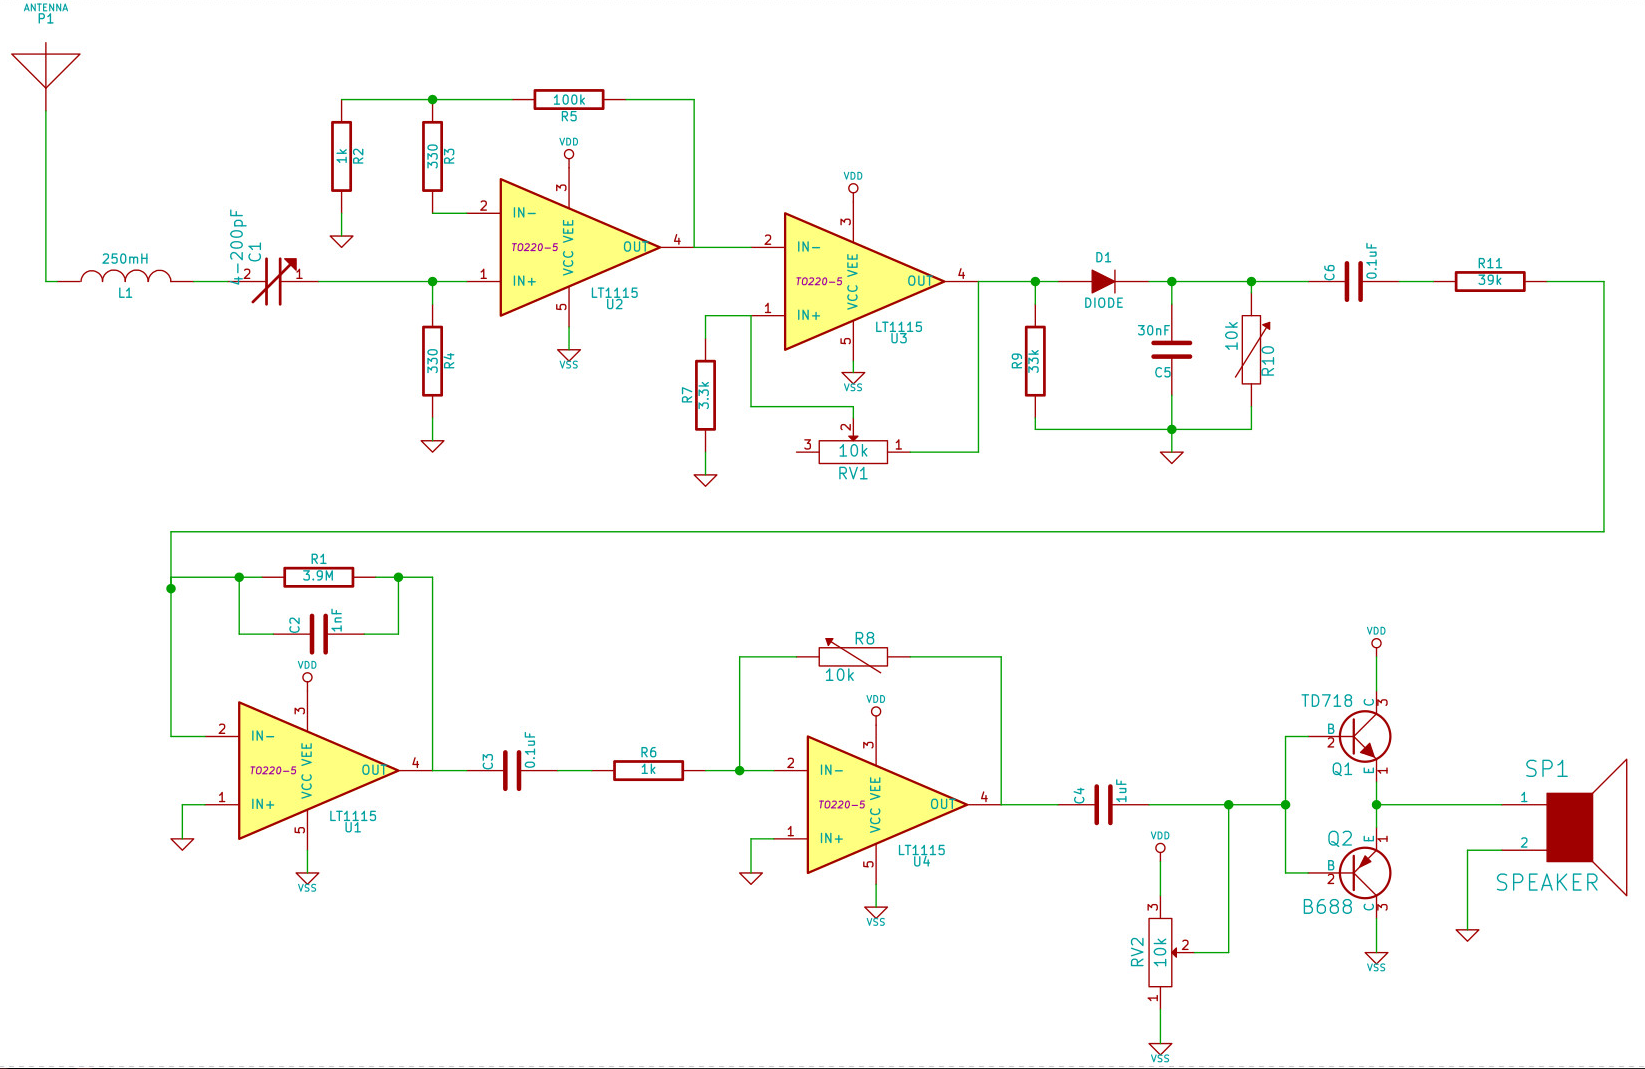 ANTENNA
P1
250mH
L1
4-200pF
C1
2
1
1k
R2
330
R3
100k
R5
330
R4
VDD
3
2
IN-
TO220-5
VCC VEE
OUT
4
1
IN+
5
LT1115
U2
VSS
VDD
3
2
IN-
TO220-5
VCC VEE
OUT
4
1
IN+
5
LT1115
U3
VSS
R7
3.3k
2
3
10k
1
RV1
R9
33k
D1
DIODE
30nF
C5
10k
R10
C6
0.1uF
R11
39k
R1
3.9M
C2
1nF
VDD
3
2
IN-
TO220-5
VCC VEE
OUT
4
1
IN+
5
LT1115
U1
VSS
C3
0.1uF
R6
1k
R8
10k
VDD
3
2
IN-
TO220-5
VCC VEE
OUT
4
1
IN+
5
LT1115
U4
VSS
C4
1uF
VDD
3
RV2
10k
2
1
VSS
VDD
TD718
C
3
B
2
Q1
E
1
Q2
E
1
B
2
B688
C
3
VSS
SP1
1
2
SPEAKER